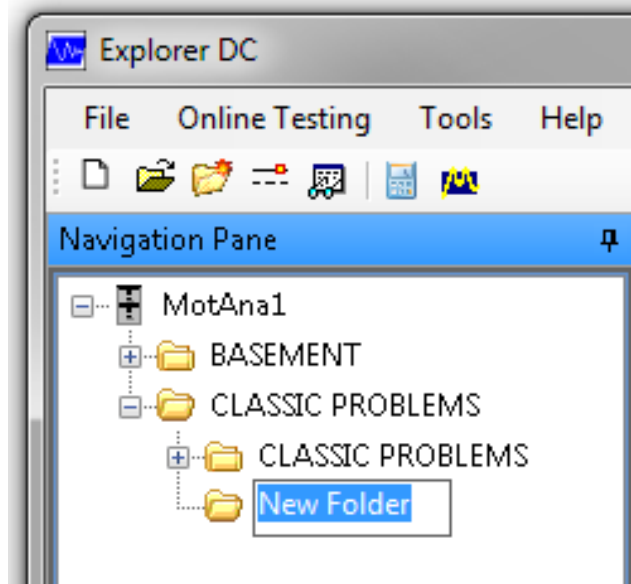 Explorer DC
File Online Testing Tools Help
Navigation Pane
MotAna1
BASEMENT
CLASSIC PROBLEMS
CLASSIC PROBLEMS
New Folder